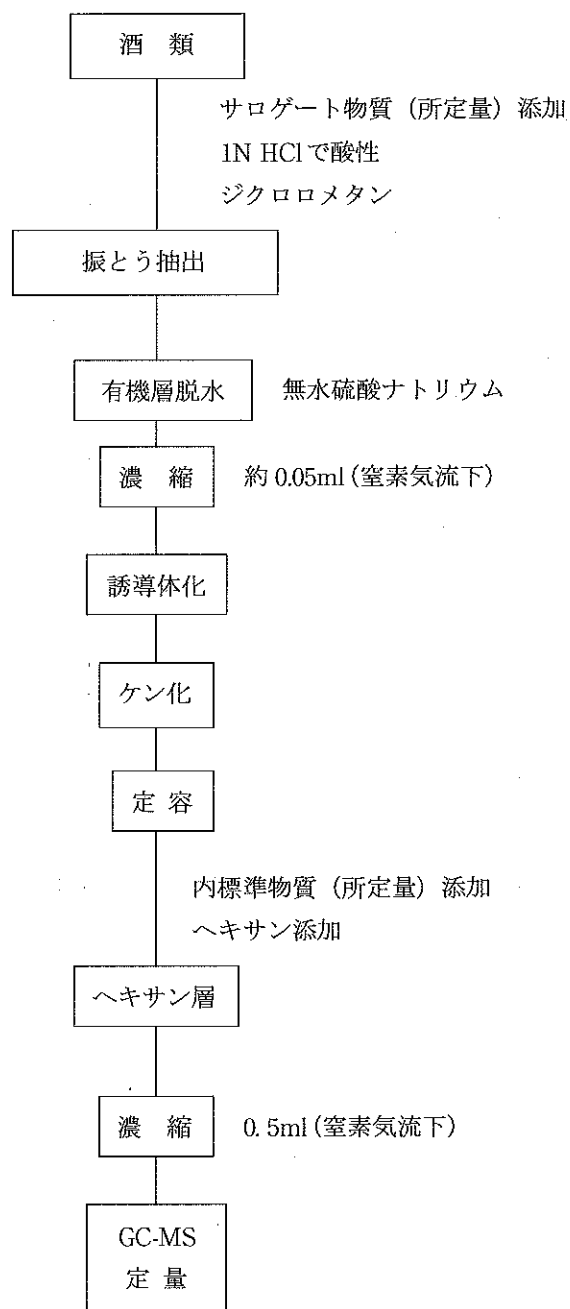 酒 類
サロゲート物質 (所定量) 添加
1N HClで酸性
ジクロロメタン
振とう抽出
有機層脱水 無水硫酸ナトリウム
濃 縮 約0.05ml(窒素気流下)
誘導体化
ケン化
定 容
内標準物質 (所定量) 添加
ヘキサン添加
ヘキサン層
濃 縮 0.5ml(窒素気流下)
GC-MS
定 量